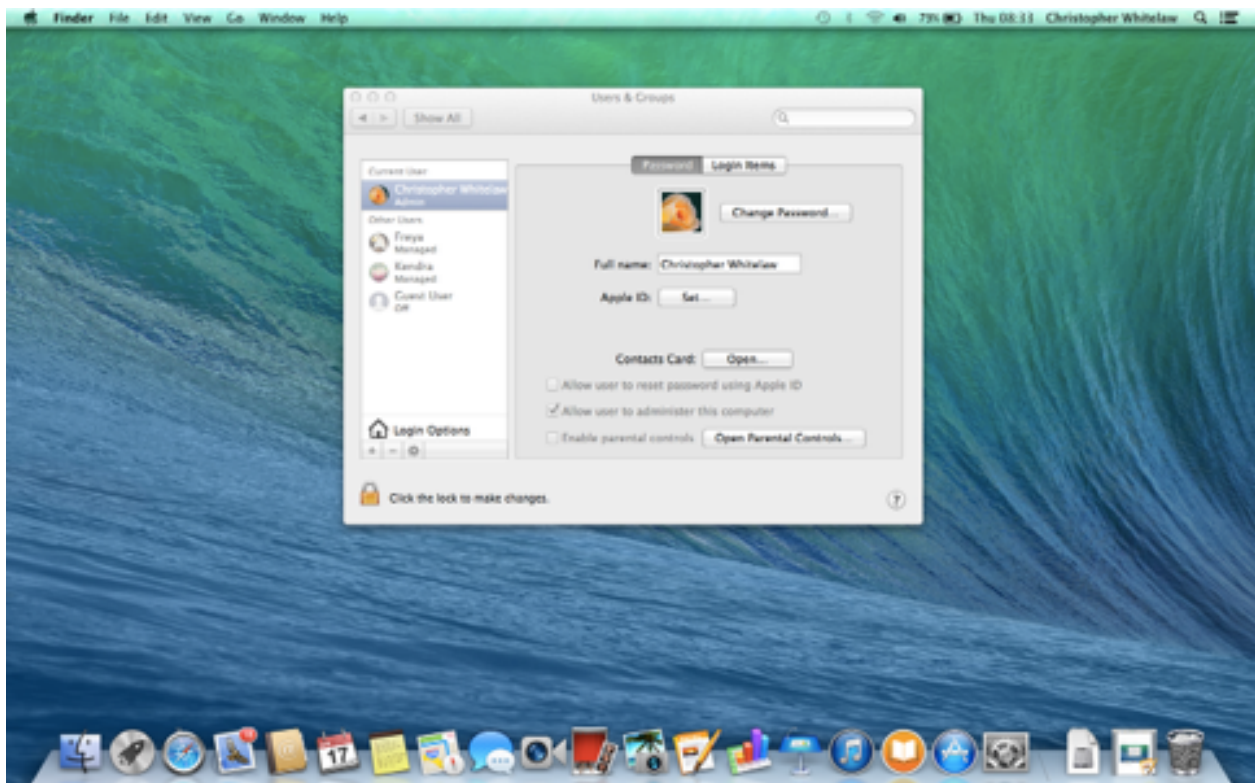 Finder File Edit View Go Window Help 79% Thu 08:33 Christopher Whitelaw
Users & Groups
Show All
Password Login Items
Current User
Christopher Whitelaw
Admin
Other Users
Freya
Managed
Kendra
Managed
Guest User
Off
Login Options
+ -
Change Password...
Full name: Christopher Whitelaw
Apple ID: Set...
Contacts Card: Open...
Allow user to reset password using Apple ID
Allow user to administer this computer
Enable parental controls Open Parental Controls...
Click the lock to make changes.
?
17